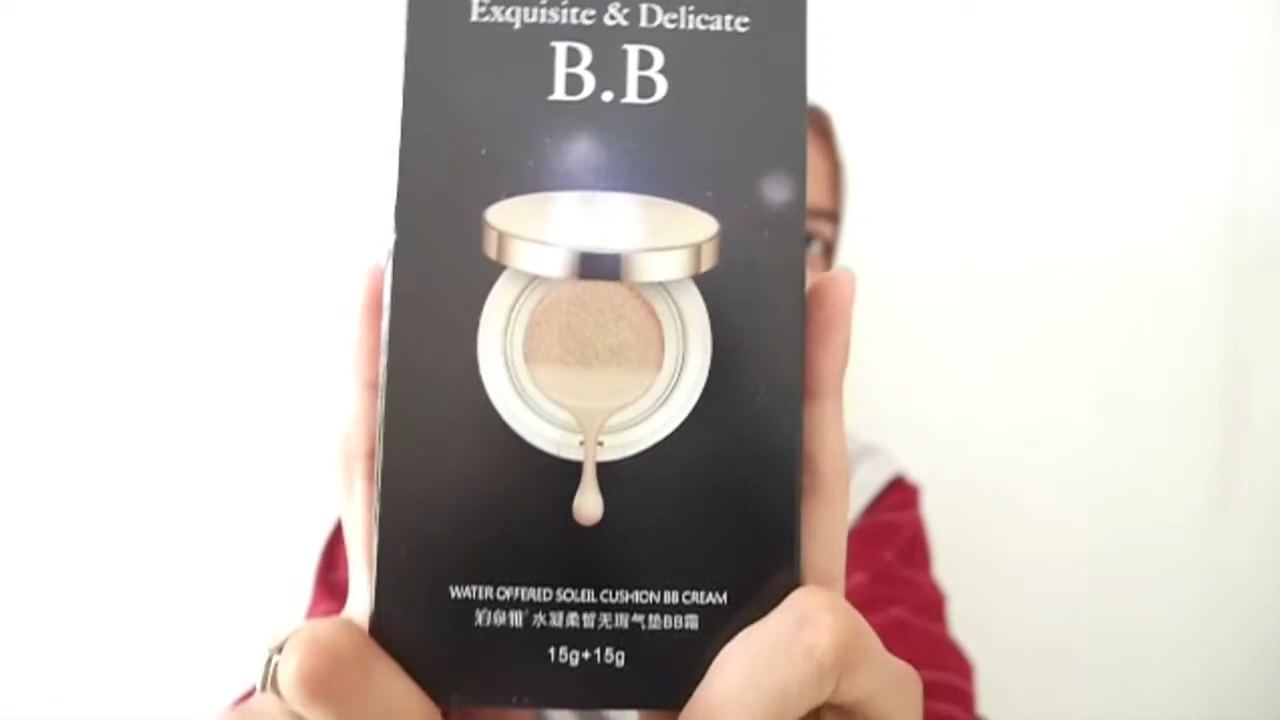 Exquisite & Delicate
B.B
WATER OFFERED SOLEIL CUSHION BB CREAM
泊泉雅® 水凝柔皙无瑕气垫BB霜
15g+15g